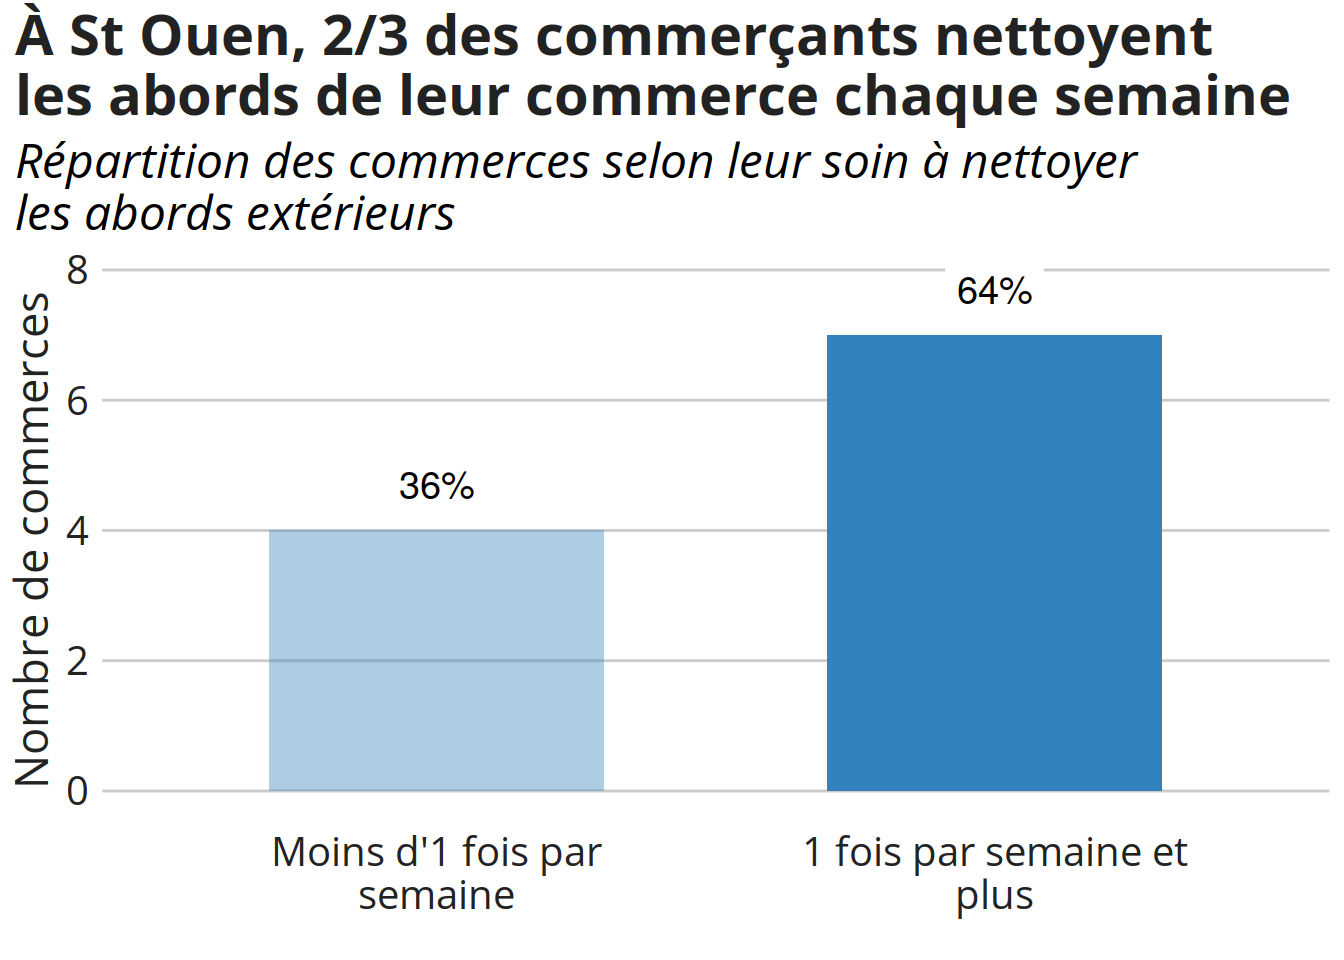 À St Ouen, 2/3 des commerçants nettoyent
les abords de leur commerce chaque semaine
Répartition des commerces selon leur soin à nettoyer
les abords extérieurs
Nombre de commerces
8
6
4
2
0
36%
64%
Moins d'1 fois par
semaine
1 fois par semaine et
plus